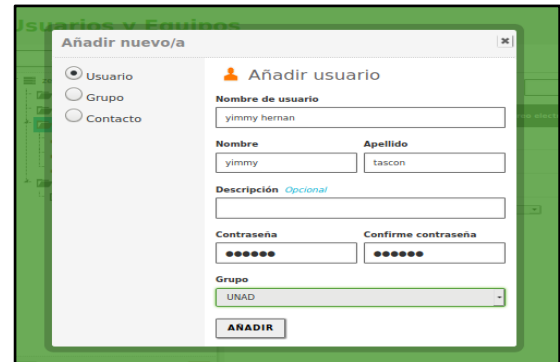 Usuarios y Equipos
Añadir nuevo/a
Usuario
Grupo
Contacto
Añadir usuario
Nombre de usuario
yimmy hernan
Nombre Apellido
yimmy tascon
Descripción Opcional
Contraseña Confirme contraseña
●●●●●● ●●●●●●
Grupo
UNAD
AÑADIR